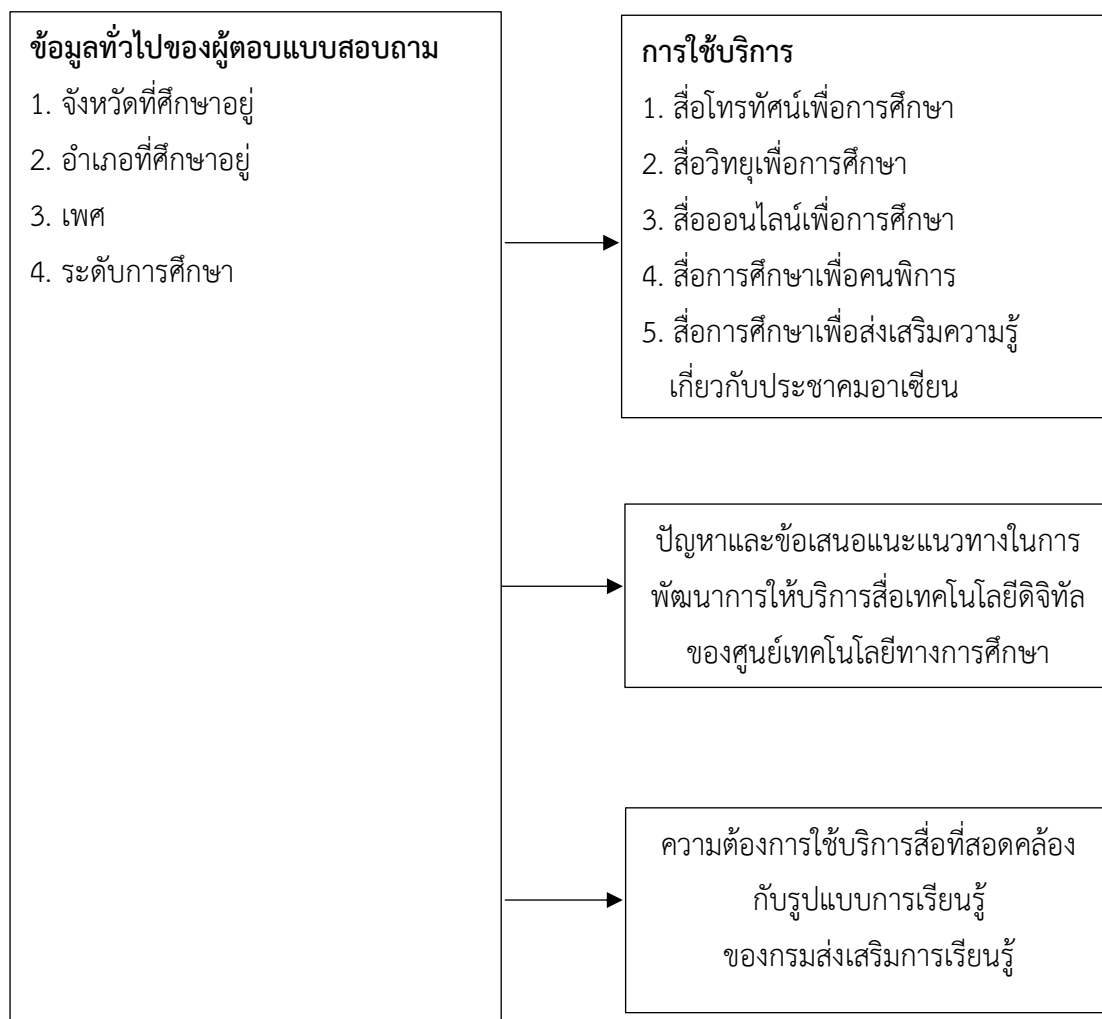 ข้อมูลทั่วไปของผู้ตอบแบบสอบถาม
1. จังหวัดที่ศึกษาอยู่
2. อำเภอที่ศึกษาอยู่
3. เพศ
4. ระดับการศึกษา
การใช้บริการ
1. สื่อโทรทัศน์เพื่อการศึกษา
2. สื่อวิทยุเพื่อการศึกษา
3. สื่อออนไลน์เพื่อการศึกษา
4. สื่อการศึกษาเพื่อคนพิการ
5. สื่อการศึกษาเพื่อส่งเสริมความรู้
เกี่ยวกับประชาคมอาเซียน
ปัญหาและข้อเสนอแนะแนวทางในการ
พัฒนาการให้บริการสื่อเทคโนโลยีดิจิทัล
ของศูนย์เทคโนโลยีทางการศึกษา
ความต้องการใช้บริการสื่อที่สอดคล้อง
กับรูปแบบการเรียนรู้
ของกรมส่งเสริมการเรียนรู้